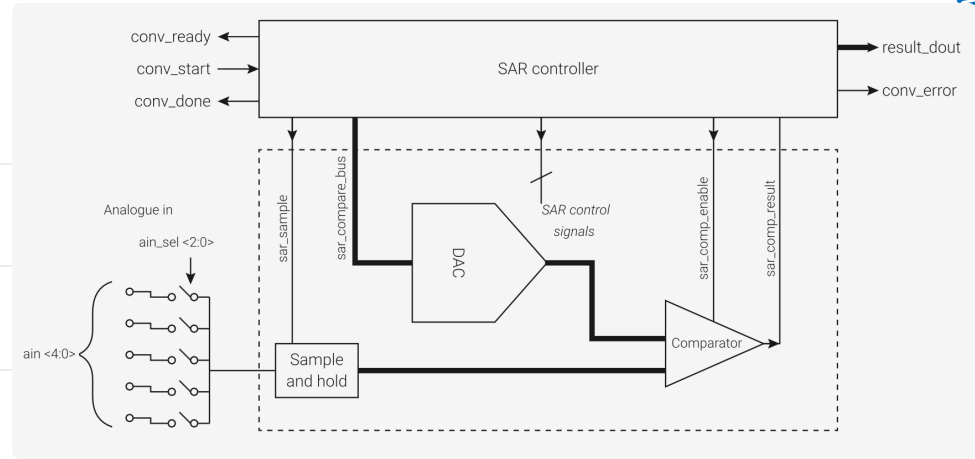 conv_ready
conv_start
conv_done
SAR controller
result_dout
conv_error
sar_sample
sar_compare_bus
SAR control
signals
sar_comp_enable
sar_comp_result
Analogue in
ain_sel <2:0>
DAC
ain <4:0>
Sample
and hold
Comparator